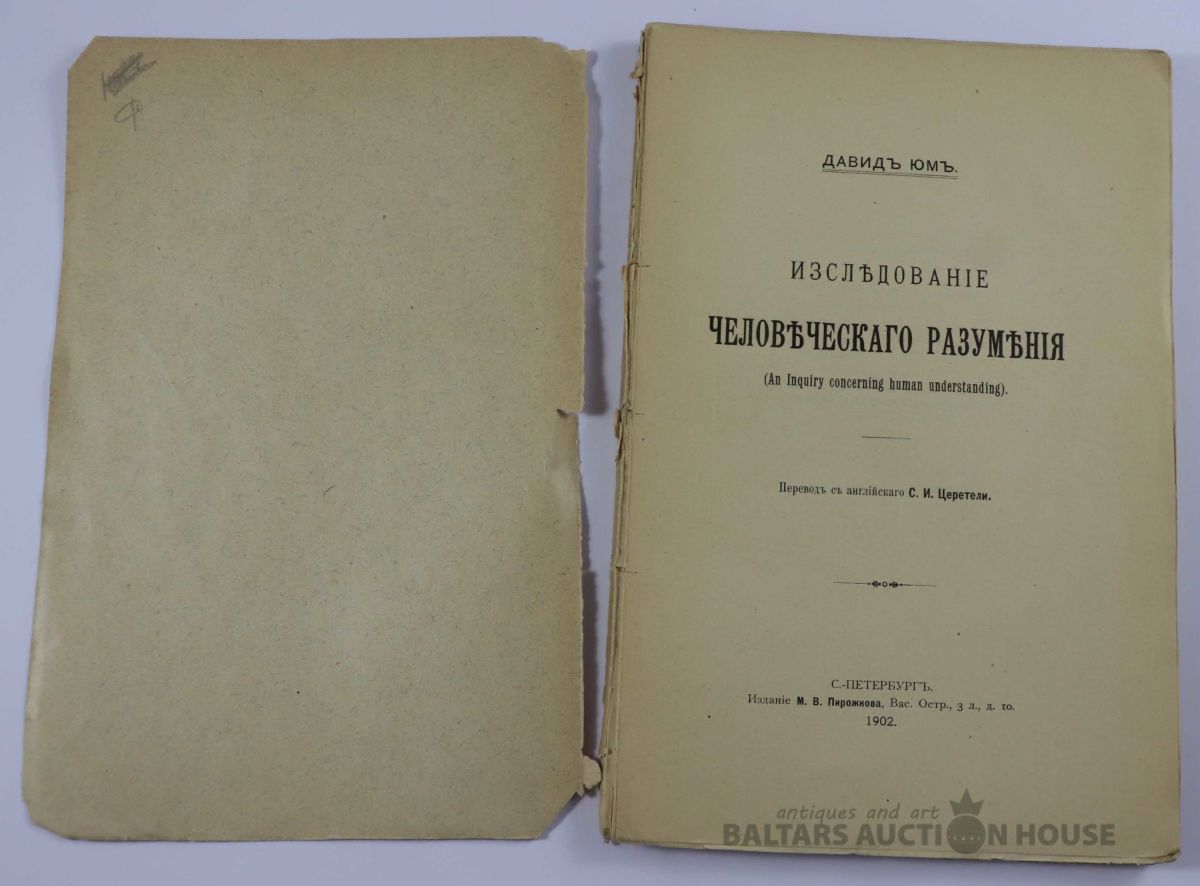 ДАВИДЪ ЮМЪ.
ИЗСЛѢДОВАНІЕ
ЧЕЛОВѢЧЕСКАГО РАЗУМѢНІЯ
(An Inquiry concerning human understanding).
Переводъ съ англійскаго С. И. Церетели.
С.-ПЕТЕРБУРГЪ.
Изданіе М. В. Пирожкова, Вас. Остр., 3 л., д. 10.
1902.
antiques and art
BALTARS AUCTION HOUSE